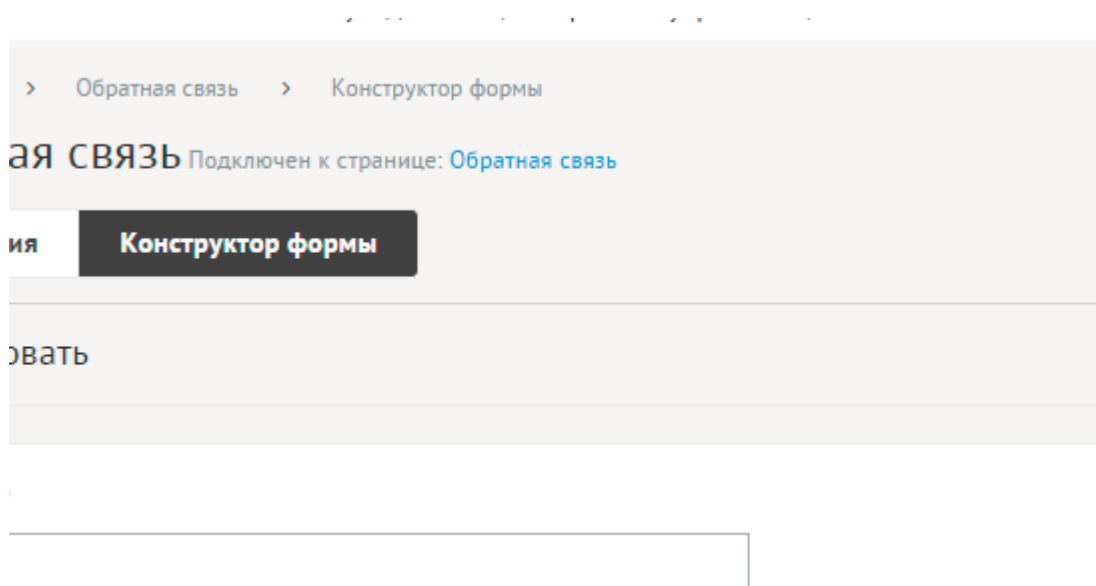 > Обратная связь > Конструктор формы
ая связь Подключен к странице: Обратная связь
ия Конструктор формы
овать